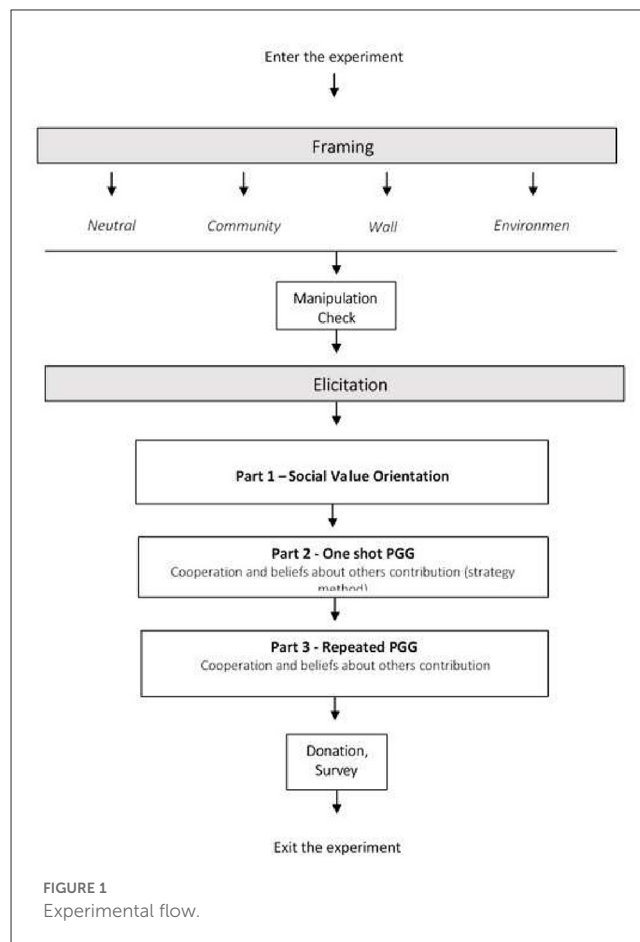 Enter the experiment
Framing
Neutral Community Wall Environmen
Manipulation
Check
Elicitation
Part 1 – Social Value Orientation
Part 2 - One shot PGG
Cooperation and beliefs about others contribution (strategy
method)
Part 3 - Repeated PGG
Cooperation and beliefs about others contribution
Donation,
Survey
Exit the experiment
FIGURE 1
Experimental flow.